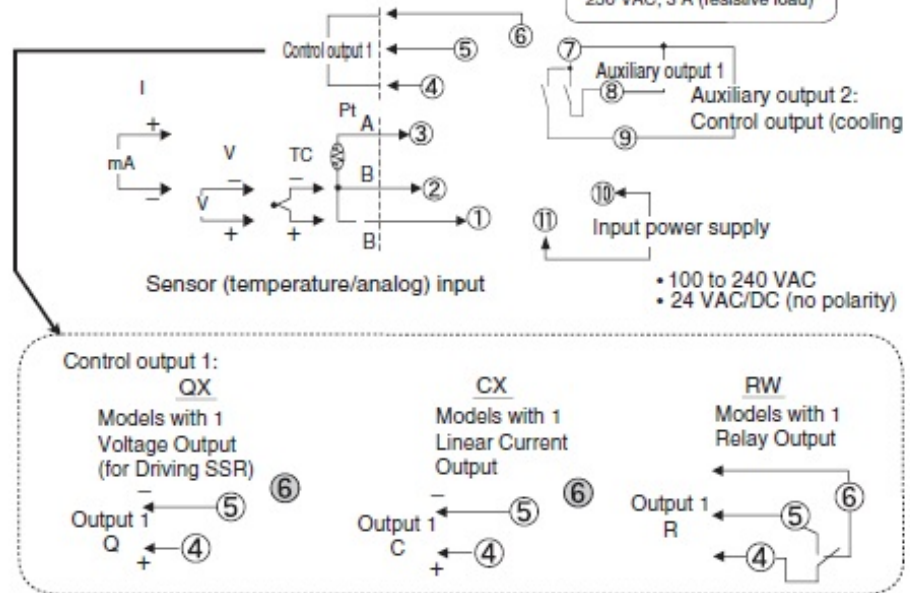 250 VAC, 3 A (resistive load)
⑥
Control output 1
⑤
⑦
④
Auxiliary output 1
⑧
Auxiliary output 2:
Control output (cooling
⑨
I
Pt
A
③
+
mA
V
TC
B
②
−
−
−
V
+
+
B
①
⑩
⑪
Input power supply
Sensor (temperature/analog) input
• 100 to 240 VAC
• 24 VAC/DC (no polarity)
Control output 1:
QX
Models with 1
Voltage Output
(for Driving SSR)
−
⑤
⑥
Output 1
Q
④
+
CX
Models with 1
Linear Current
Output
−
⑤
⑥
Output 1
C
④
+
RW
Models with 1
Relay Output
Output 1
R
⑤
⑥
④